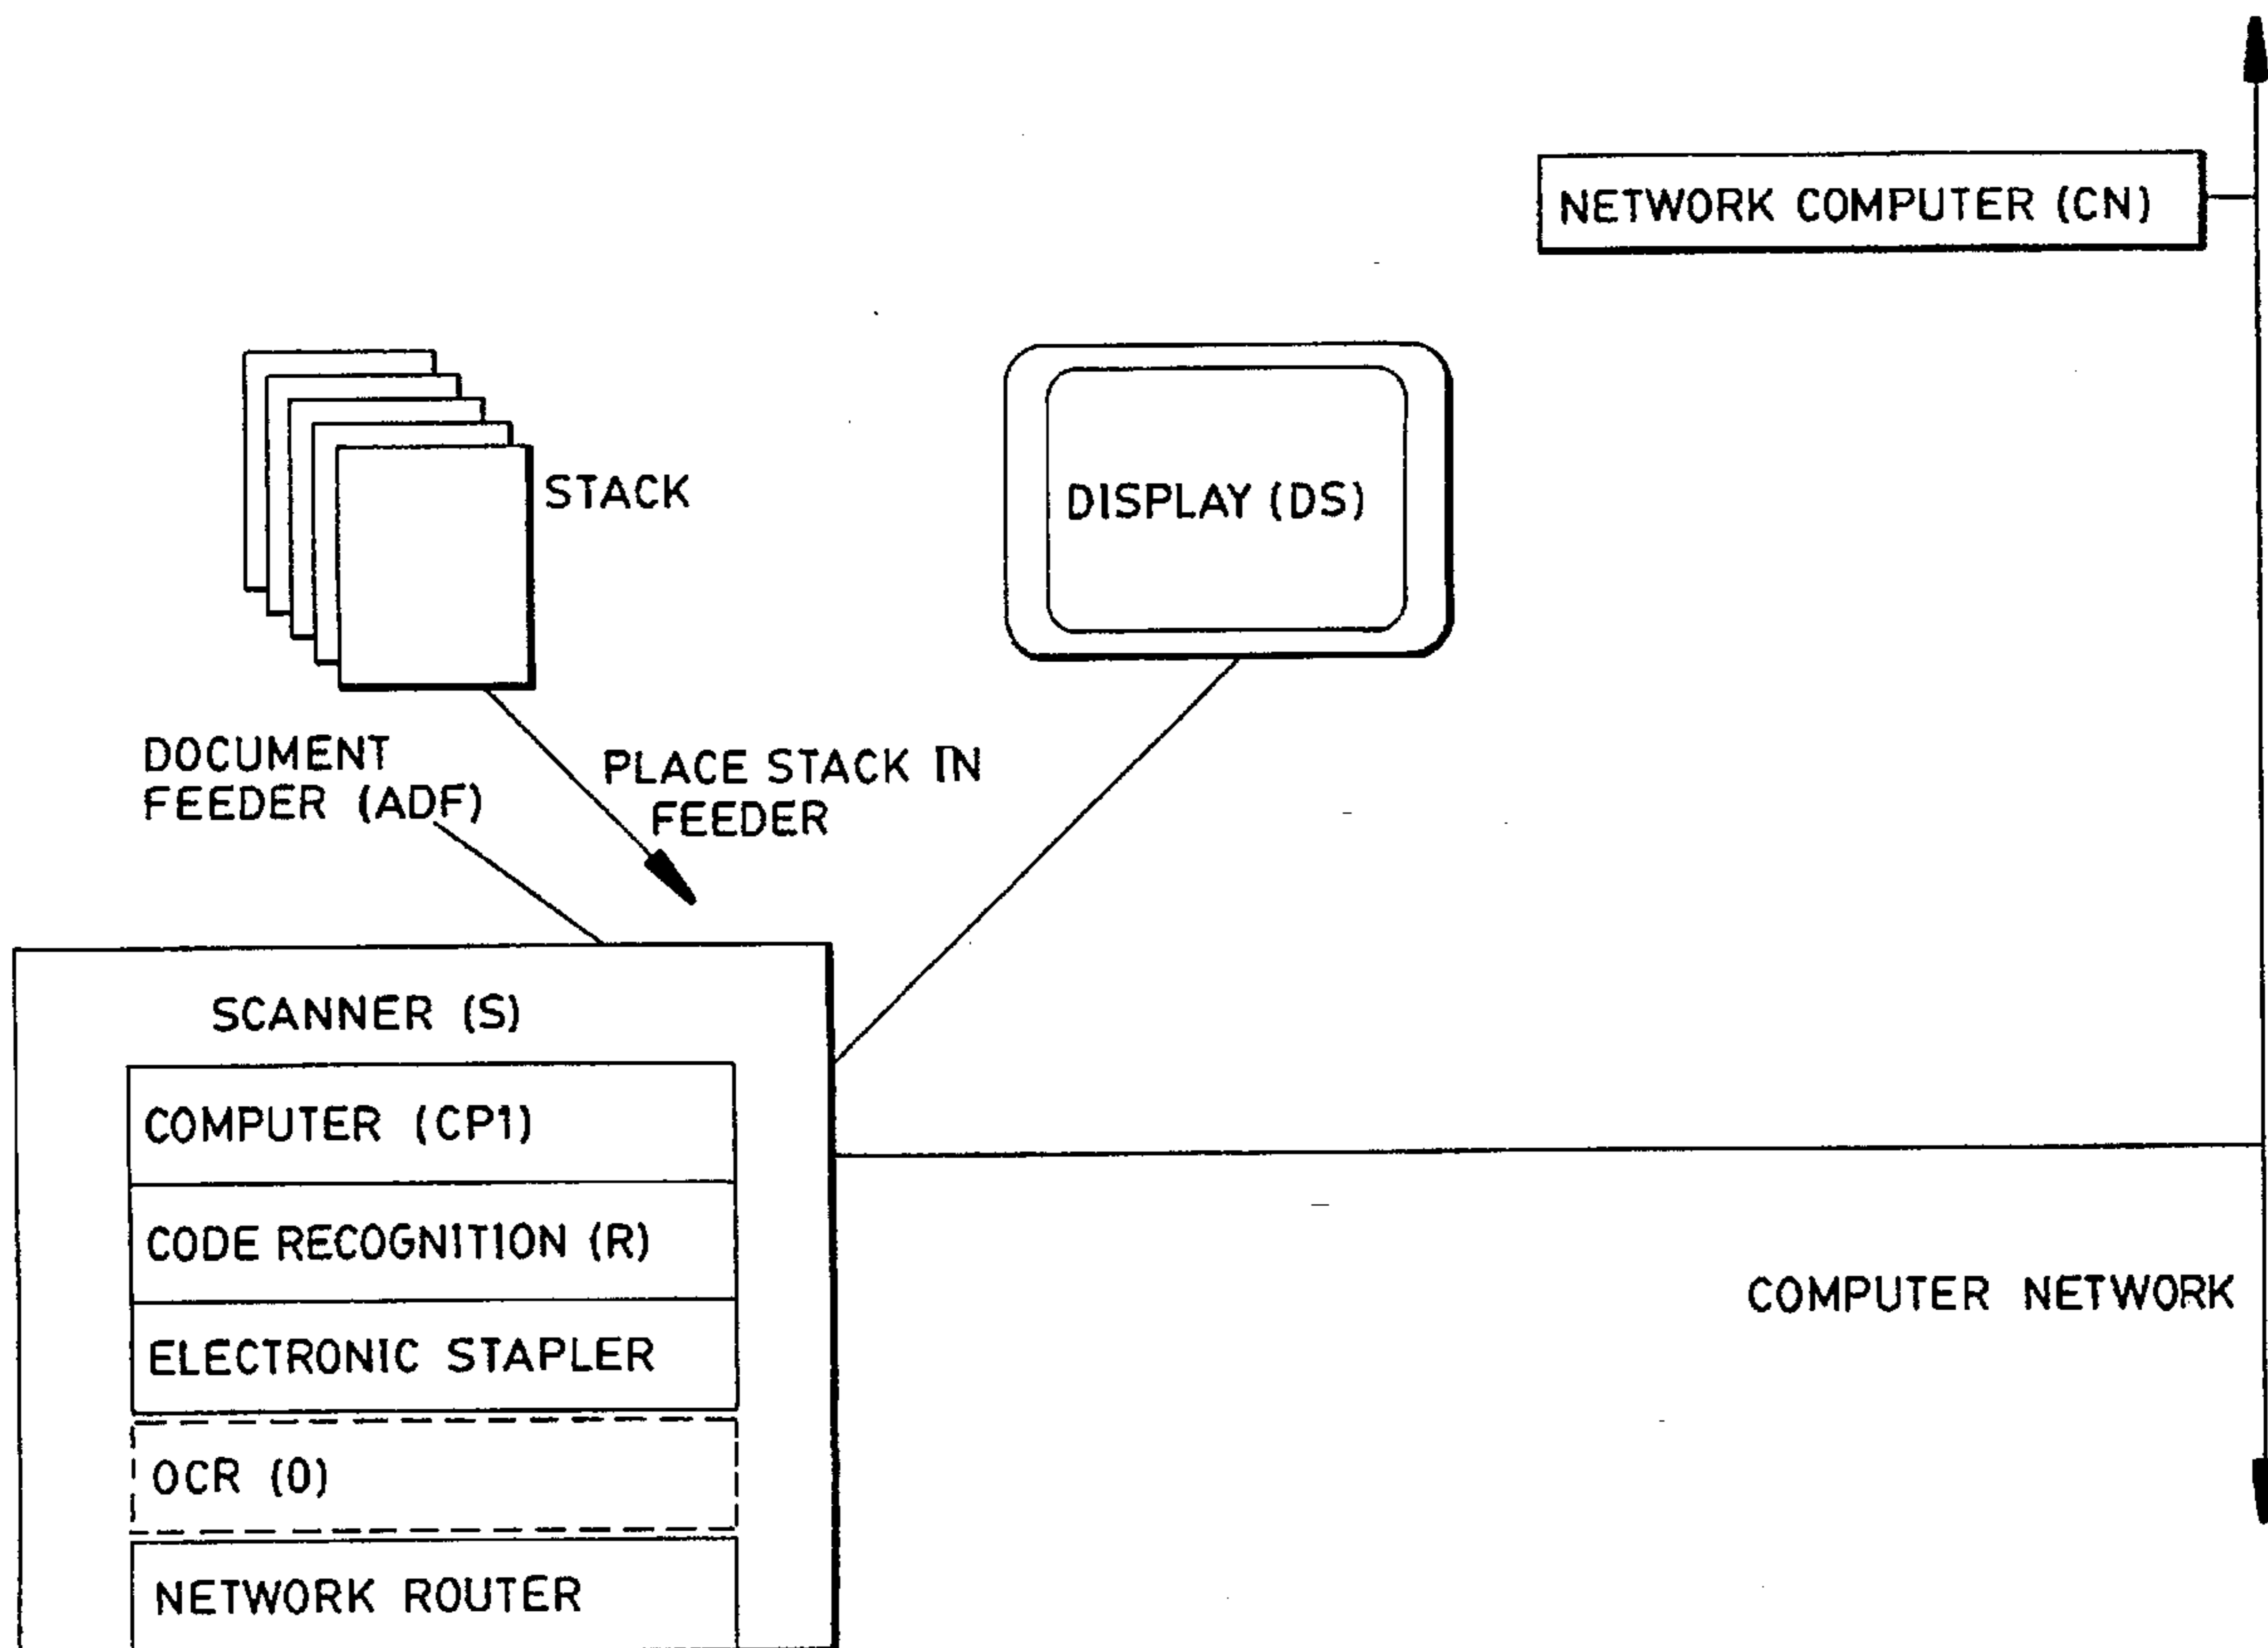 NETWORK COMPUTER (CN)
STACK
DISPLAY (DS)
DOCUMENT
FEEDER (ADF)
PLACE STACK IN
FEEDER
SCANNER (S)
COMPUTER (CP1)
CODE RECOGNITION (R)
ELECTRONIC STAPLER
OCR (0)
NETWORK ROUTER
COMPUTER NETWORK